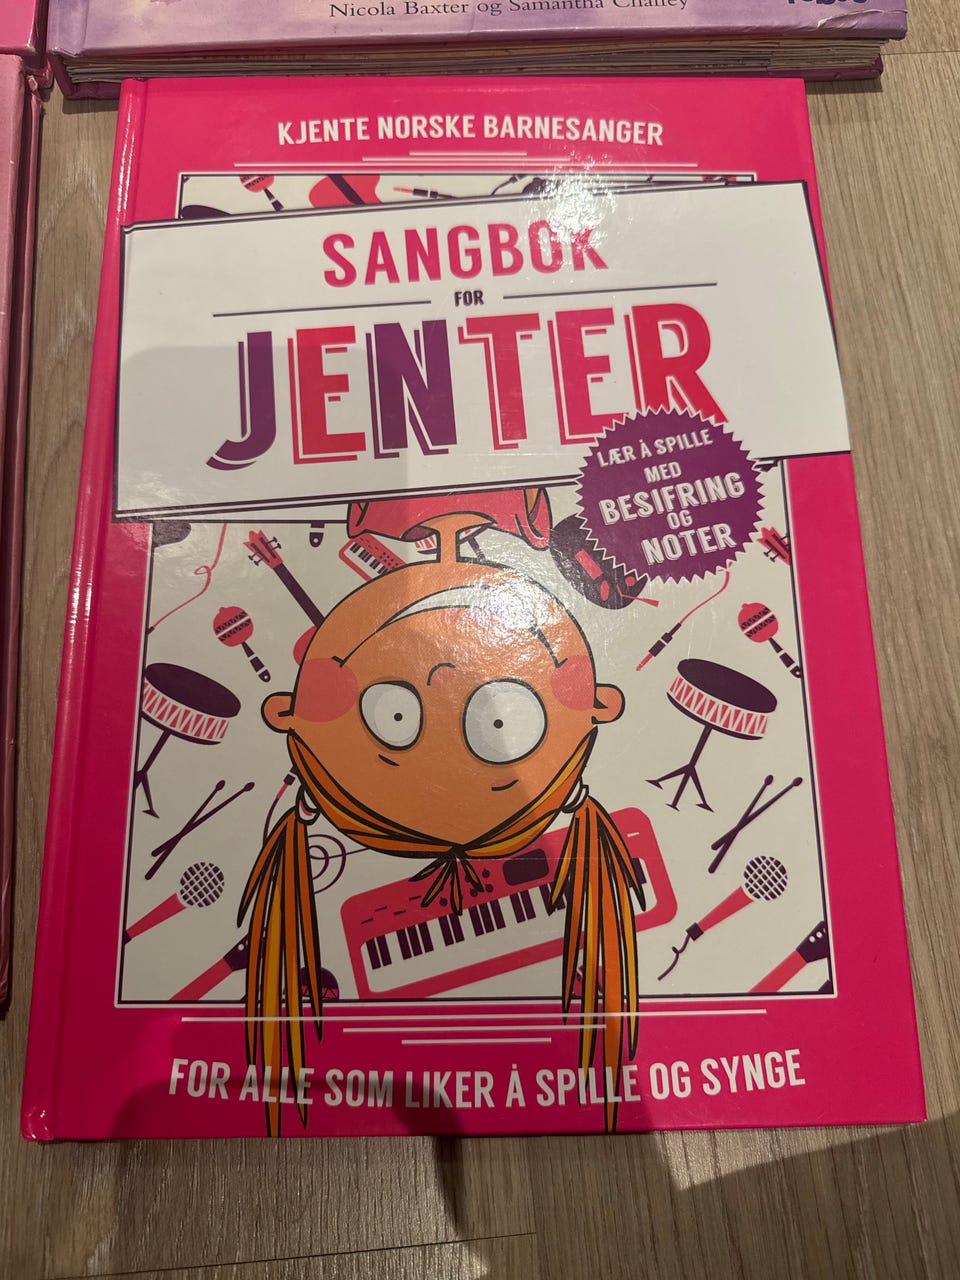 Nicola Baxter og Samantha Chaffey
KJENTE NORSKE BARNESANGER
SANGBOK
FOR
JENTER
LÆR Å SPILLE
MED
BESIFRING
OG
NOTER
FOR ALLE SOM LIKER Å SPILLE OG SYNGE